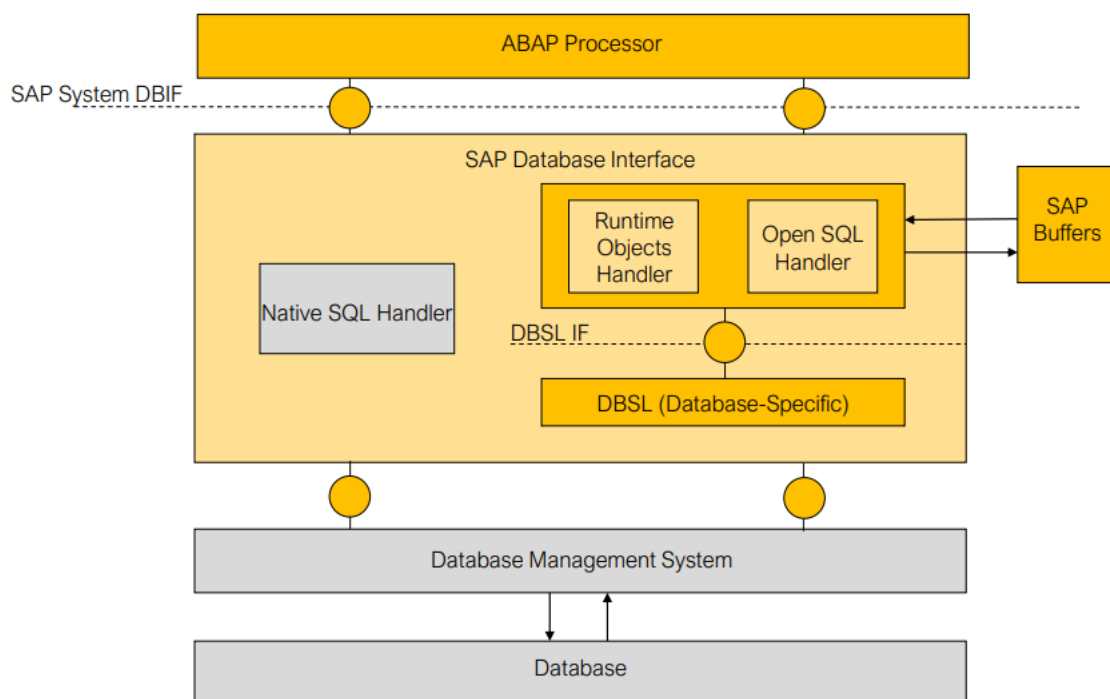 ABAP Processor
SAP System DBIF
SAP Database Interface
Runtime
Objects
Handler
Open SQL
Handler
SAP
Buffers
Native SQL Handler
DBSL IF
DBSL (Database-Specific)
Database Management System
Database